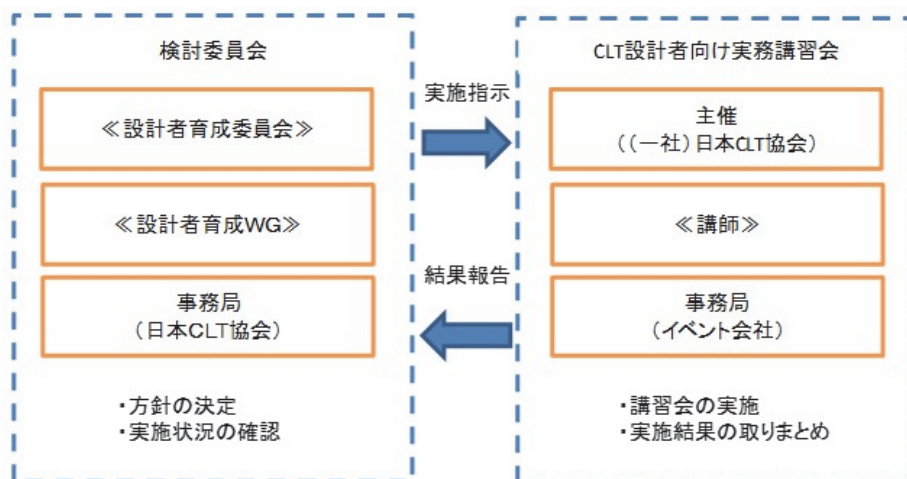 検討委員会
≪設計者育成委員会≫
≪設計者育成WG≫
事務局
（日本CLT協会）
・方針の決定
・実施状況の確認
実施指示
結果報告
CLT設計者向け実務講習会
主催
（（一社）日本CLT協会）
≪講師≫
事務局
（イベント会社）
・講習会の実施
・実施結果の取りまとめ